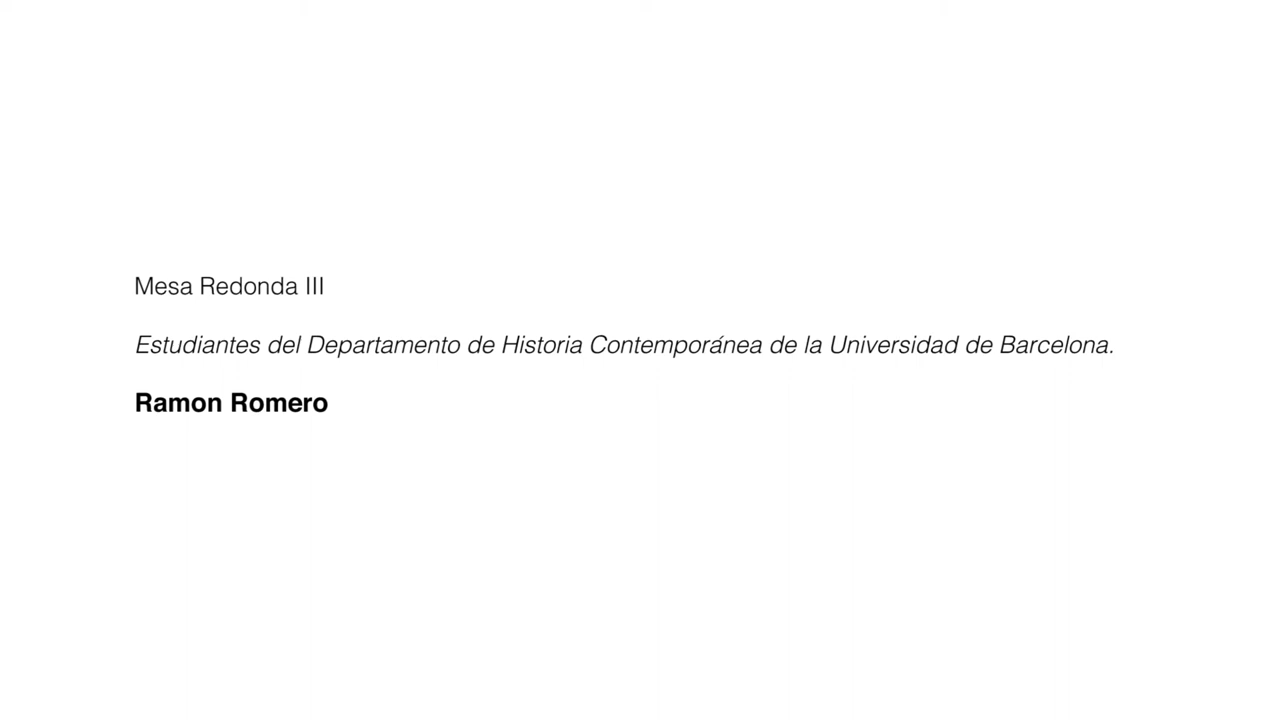 Mesa Redonda III
Estudiantes del Departamento de Historia Contemporánea de la Universidad de Barcelona.
Ramon Romero